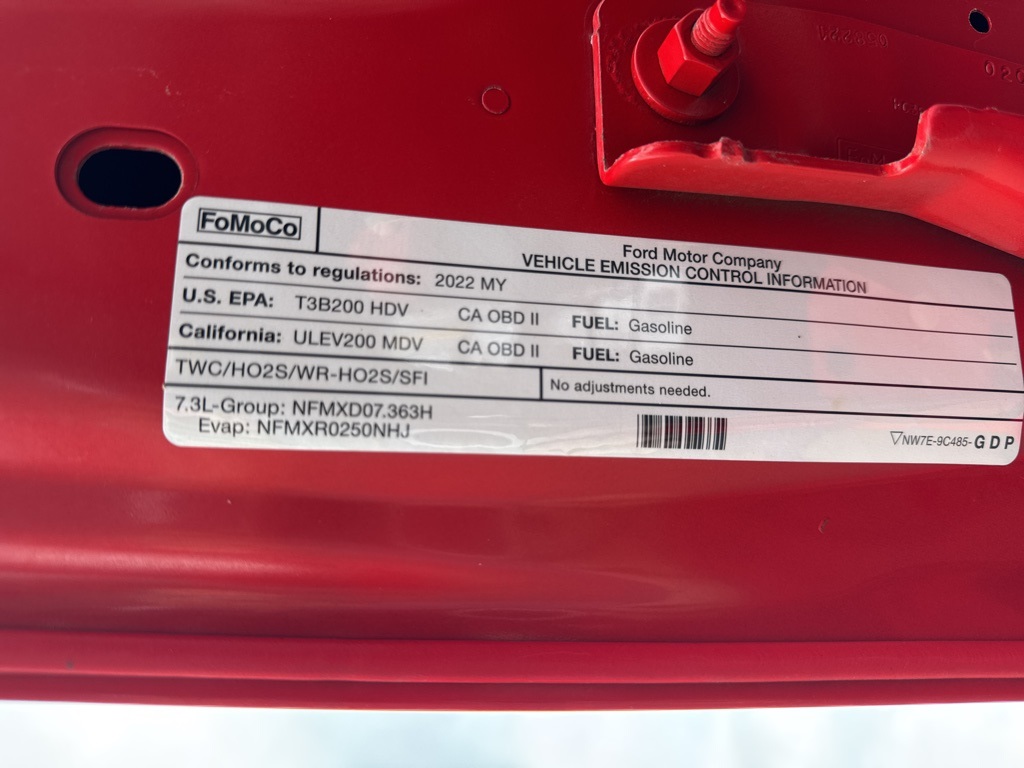 FoMoCo
Ford Motor Company
VEHICLE EMISSION CONTROL INFORMATION
Conforms to regulations: 2022 MY
U.S. EPA: T3B200 HDV CA OBD II FUEL: Gasoline
California: ULEV200 MDV CA OBD II FUEL: Gasoline
TWC/HO2S/WR-HO2S/SFI No adjustments needed.
7.3L-Group: NFMXD07.363H
Evap: NFMXR0250NHJ
▽NW7E-9C485-GDP